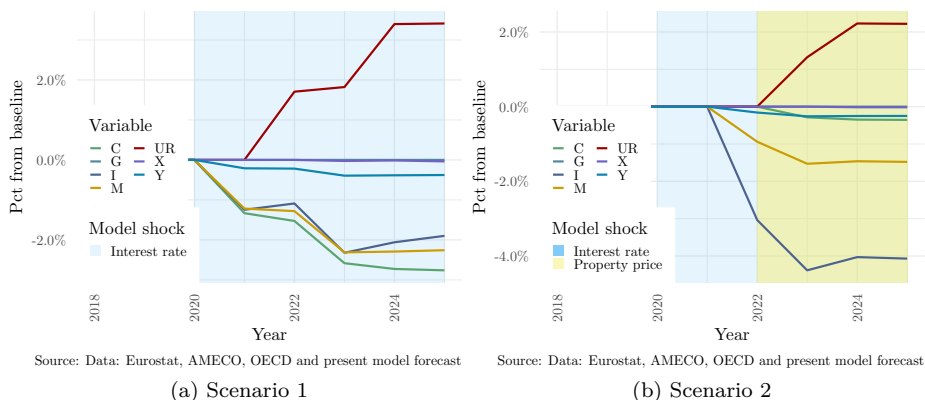 Pct from baseline
2.0%
0.0%
-2.0%
Variable
C UR
G X
I Y
M
Model shock
Interest rate
2018 2020 2022 2024
Year
Source: Data: Eurostat, AMECO, OECD and present model forecast
(a) Scenario 1
Pct from baseline
2.0%
0.0%
-2.0%
-4.0%
Variable
C UR
G X
I Y
M
Model shock
Interest rate
Property price
2018 2020 2022 2024
Year
Source: Data: Eurostat, AMECO, OECD and present model forecast
(b) Scenario 2